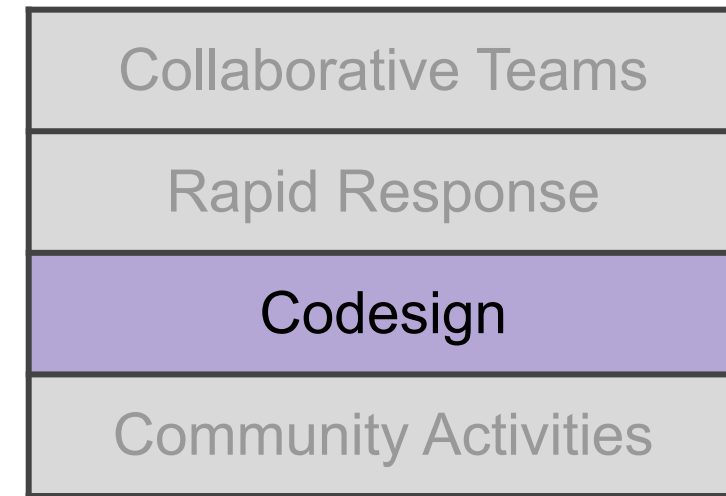 Collaborative Teams
Rapid Response
Codesign
Community Activities